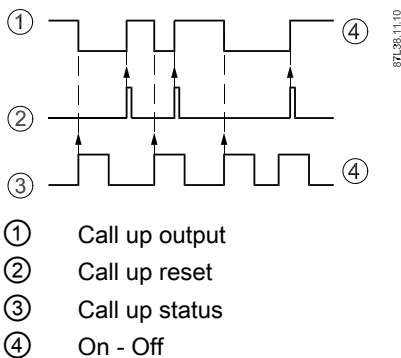 ①
④
87L38.11.10
②
③
④
① Call up output
② Call up reset
③ Call up status
④ On - Off